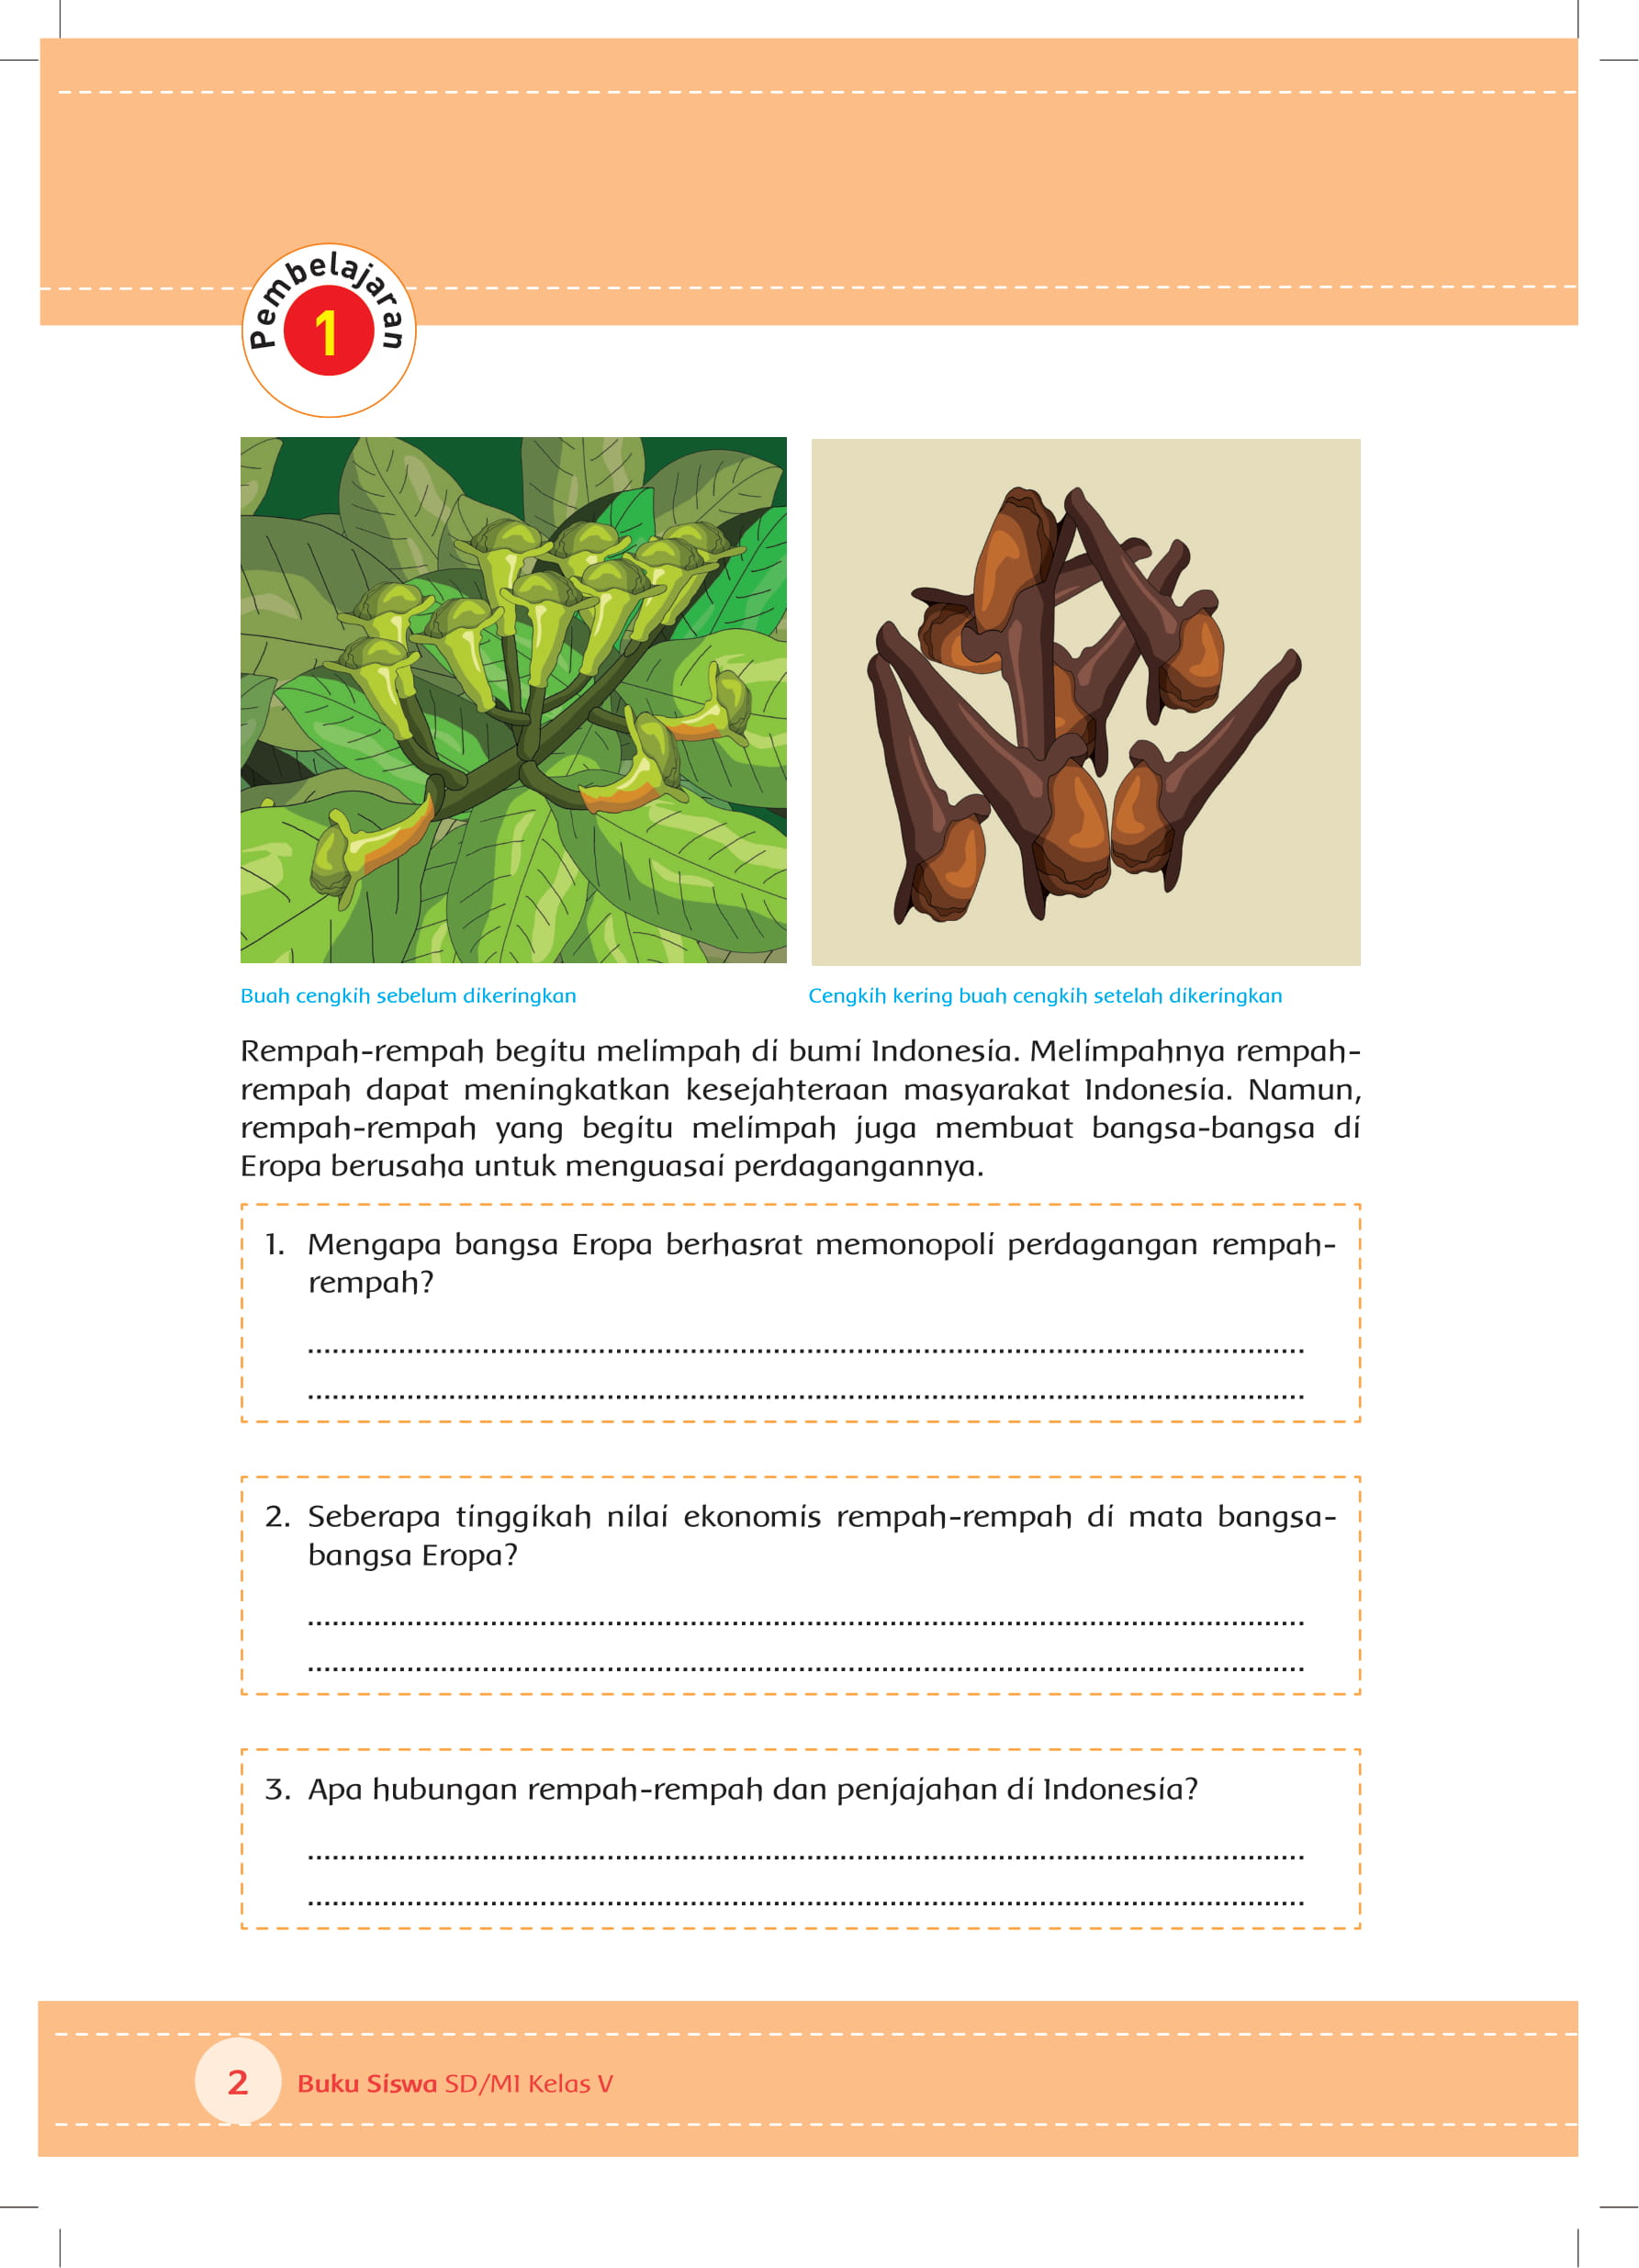 Pembelajaran
1
Buah cengkih sebelum dikeringkan
Cengkih kering buah cengkih setelah dikeringkan
Rempah-rempah begitu melimpah di bumi Indonesia. Melimpahnya rempah-
rempah dapat meningkatkan kesejahteraan masyarakat Indonesia. Namun,
rempah-rempah yang begitu melimpah juga membuat bangsa-bangsa di
Eropa berusaha untuk menguasai perdagangannya.
1. Mengapa bangsa Eropa berhasrat memonopoli perdagangan rempah-
rempah?
2. Seberapa tinggikah nilai ekonomis rempah-rempah di mata bangsa-
bangsa Eropa?
3. Apa hubungan rempah-rempah dan penjajahan di Indonesia?
2 Buku Siswa SD/MI Kelas V